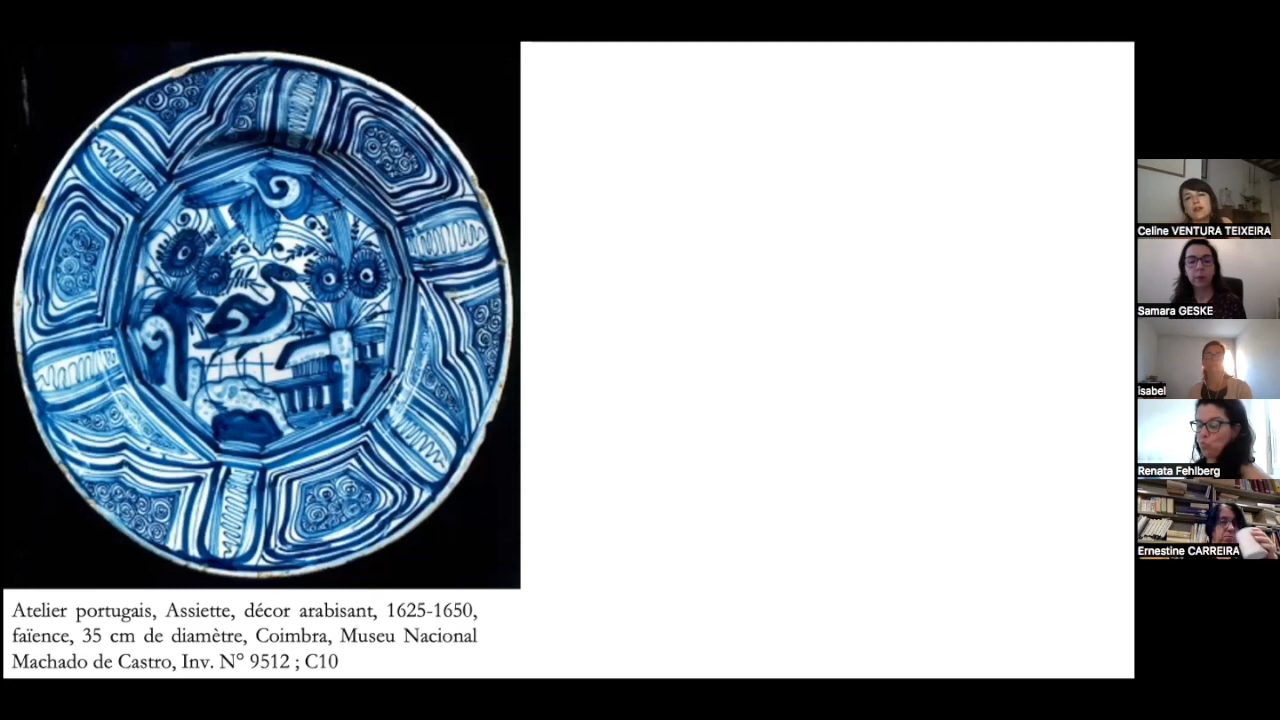 Atelier portugais, Assiette, décor arabisant, 1625-1650,
faïence, 35 cm de diamètre, Coimbra, Museu Nacional
Machado de Castro, Inv. N° 9512 ; C10
Celine VENTURA TEIXEIRA
Samara GESKE
isabel
Renata Fehlberg
Ernestine CARREIRA